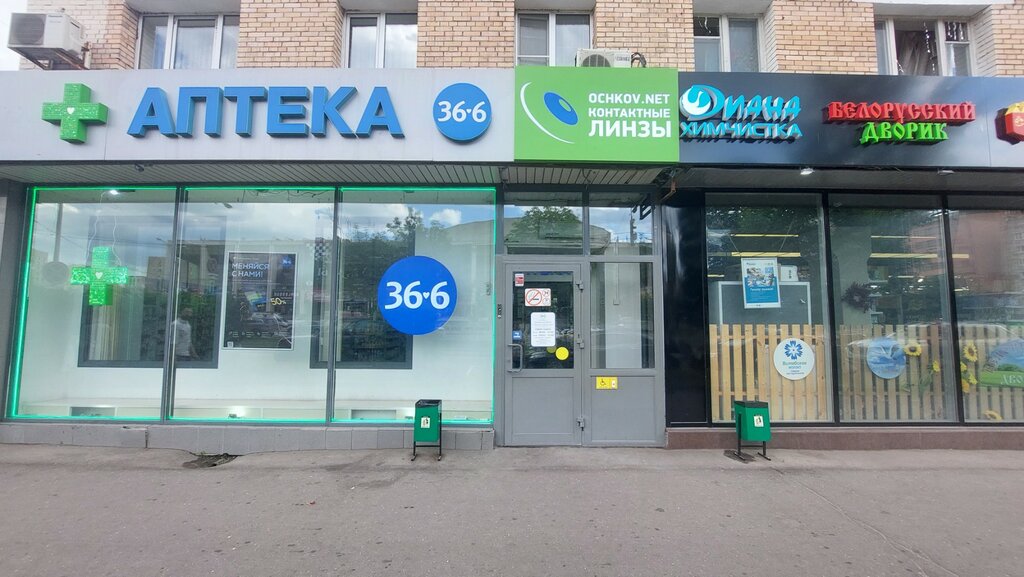 АПТЕКА
36·6
OCHKOV.NET
КОНТАКТНЫЕ
ЛИНЗЫ
Диана
ХИМЧИСТКА
БЕЛОРУССКИЙ
ДВОРИК
МЕНЯЙСЯ
С НАМИ!
36·6